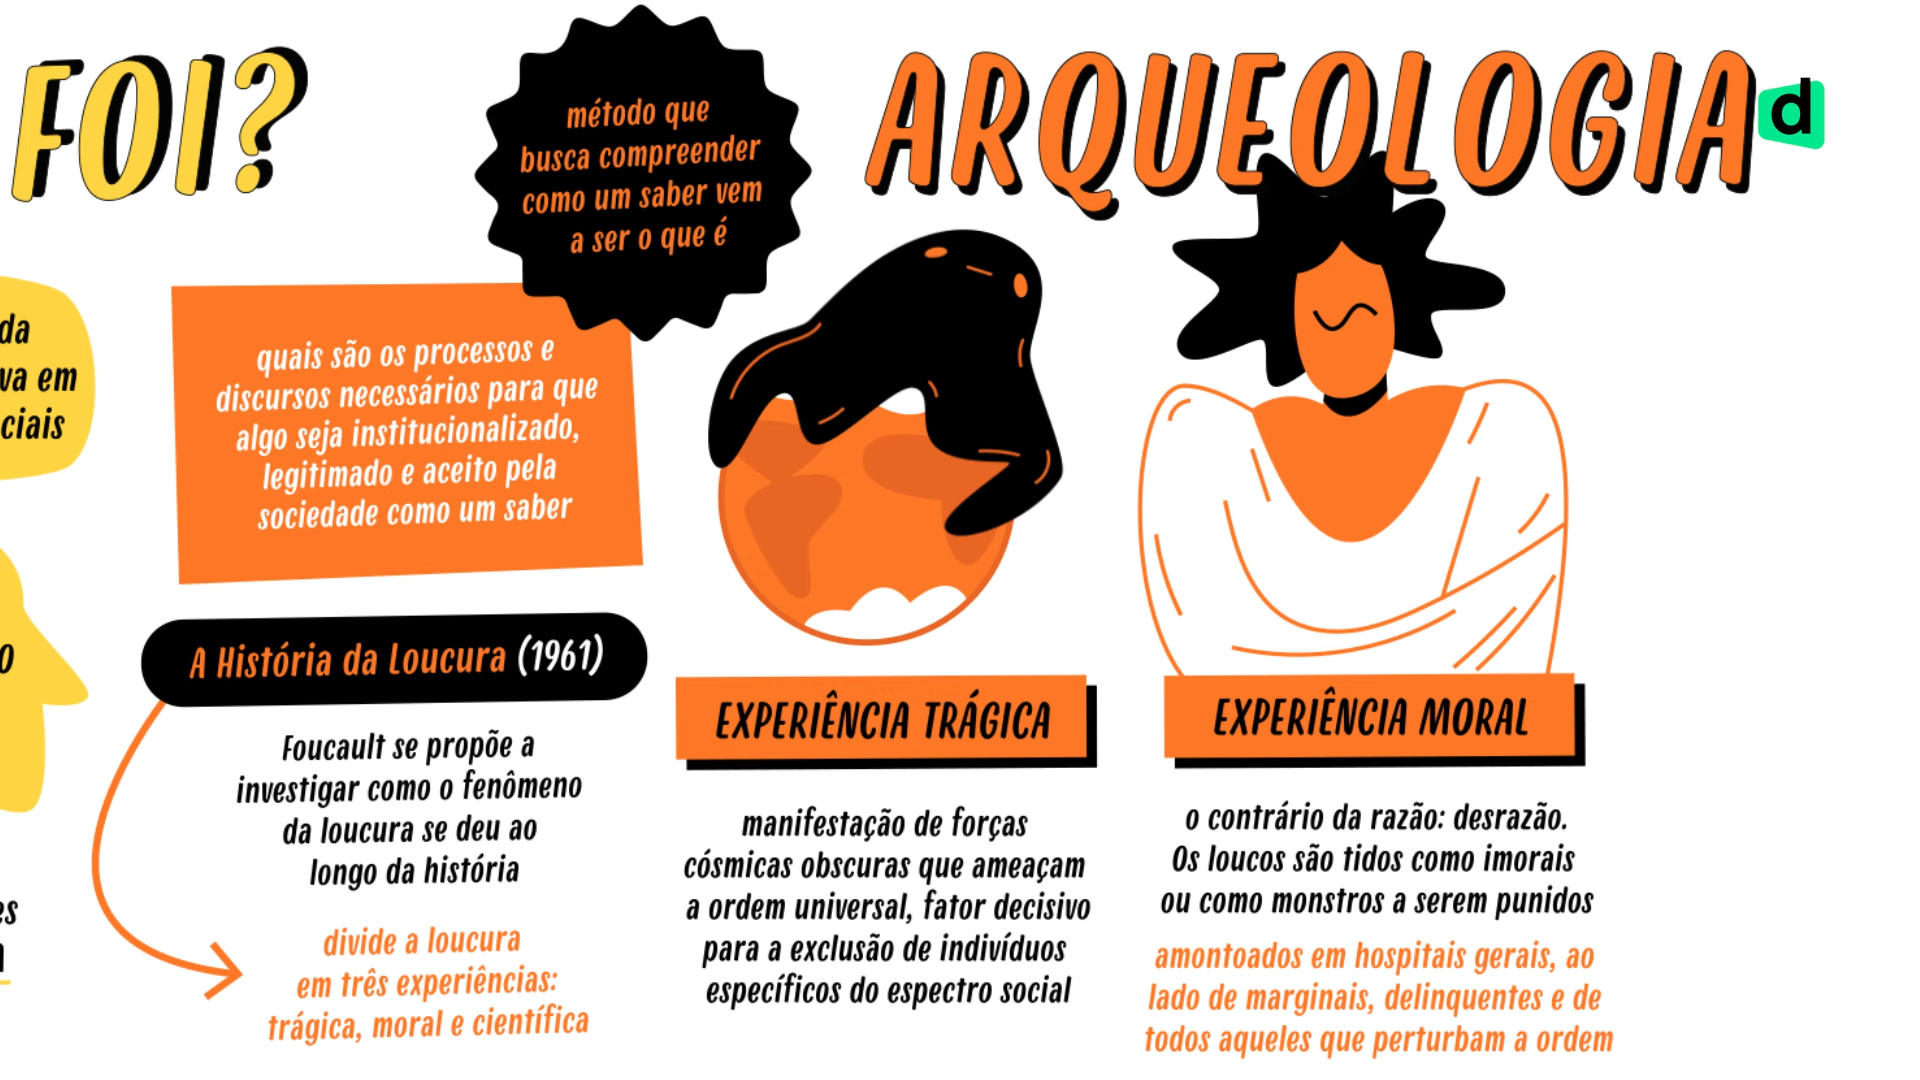 FOI?
método que
busca compreender
como um saber vem
a ser o que é
ARQUEOLOGIA
d
da
va em
ciais
quais são os processos e
discursos necessários para que
algo seja institucionalizado,
legitimado e aceito pela
sociedade como um saber
A História da Loucura (1961)
Foucault se propõe a
investigar como o fenômeno
da loucura se deu ao
longo da história
divide a loucura
em três experiências:
trágica, moral e científica
EXPERIÊNCIA TRÁGICA
manifestação de forças
cósmicas obscuras que ameaçam
a ordem universal, fator decisivo
para a exclusão de indivíduos
específicos do espectro social
EXPERIÊNCIA MORAL
o contrário da razão: desrazão.
Os loucos são tidos como imorais
ou como monstros a serem punidos
amontoados em hospitais gerais, ao
lado de marginais, delinquentes e de
todos aqueles que perturbam a ordem